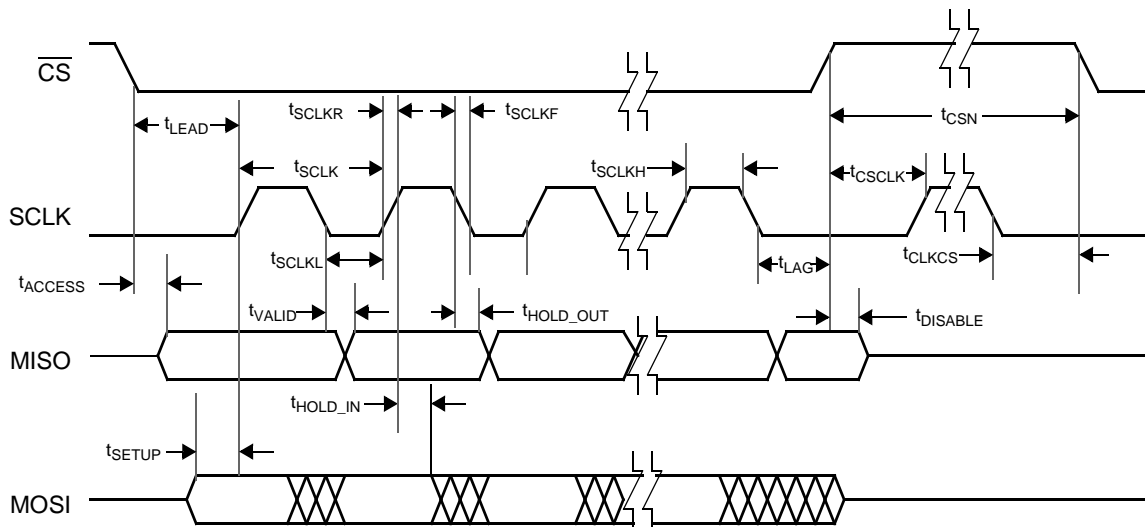 CS
tSCLKR
tSCLKF
tLEAD
tCSN
tSCLK
tSCLKH
tCSCLK
SCLK
tSCLKL
tLAG
tCLKCS
tACCESS
tVALID
tHOLD_OUT
tDISABLE
MISO
tHOLD_IN
tSETUP
MOSI